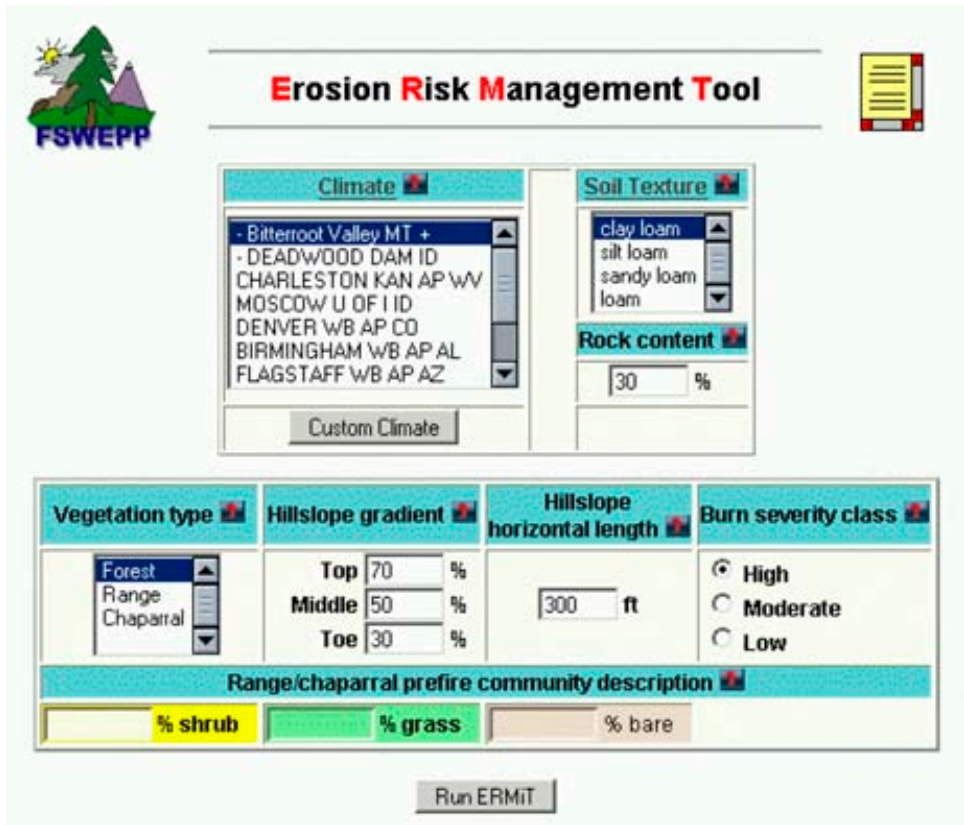 Erosion Risk Management Tool
FSWEPP
Climate
- Bitterroot Valley MT +
- DEADWOOD DAM ID
CHARLESTON KAN AP WV
MOSCOW U OF I ID
DENVER WB AP CO
BIRMINGHAM WB AP AL
FLAGSTAFF WB AP AZ
Custom Climate
Soil Texture
clay loam
silt loam
sandy loam
loam
Rock content
30 %
Vegetation type
Forest
Range
Chaparral
Hillslope gradient
Top 70 %
Middle 50 %
Toe 30 %
Hillslope
horizontal length
300 ft
Burn severity class
High
Moderate
Low
Range/chaparral prefire community description
% shrub
% grass
% bare
Run ERMiT